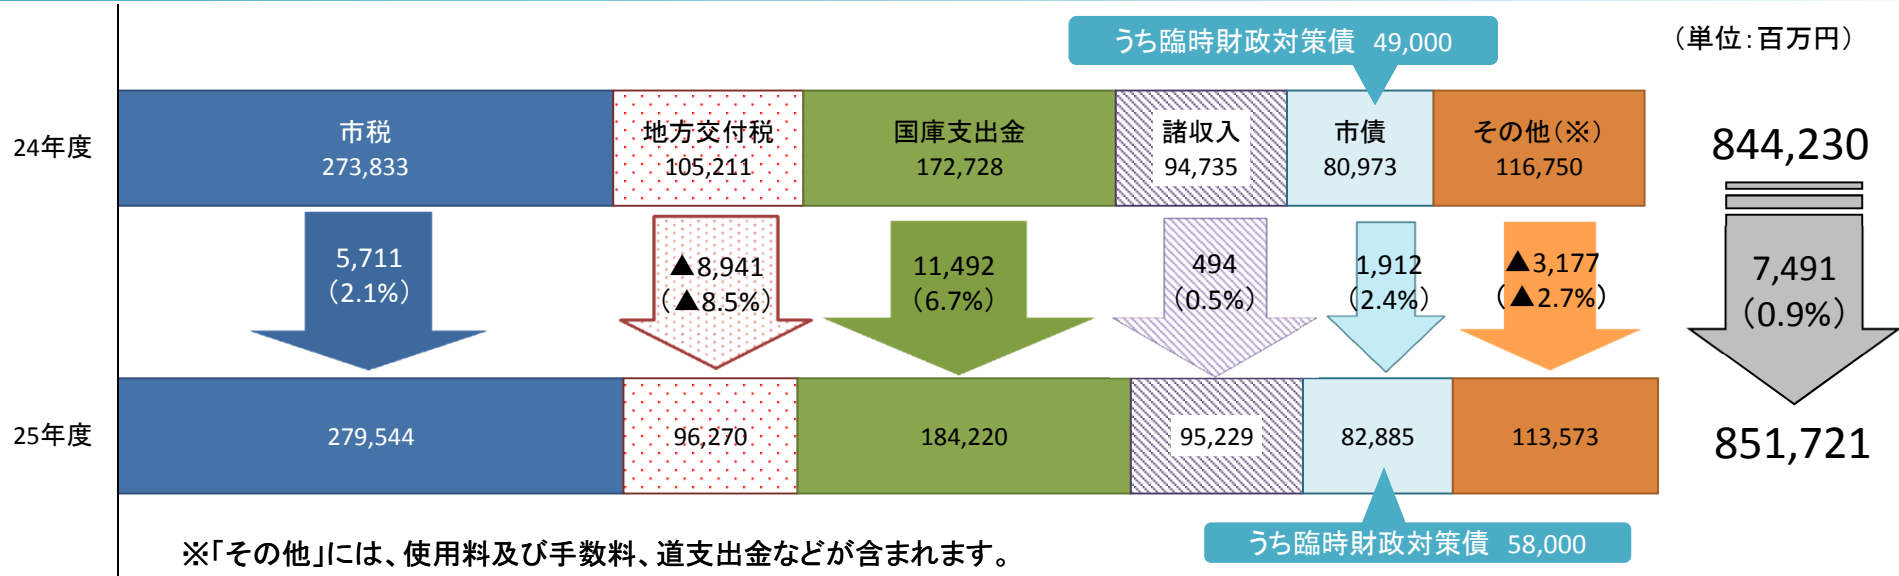 うち臨時財政対策債 49,000
（単位：百万円）
24年度
市税
273,833
地方交付税
105,211
国庫支出金
172,728
諸収入
94,735
市債
80,973
その他（※）
116,750
844,230
5,711
（2.1%）
▲8,941
（▲8.5%）
11,492
（6.7%）
494
（0.5%）
1,912
（2.4%）
▲3,177
（▲2.7%）
7,491
（0.9%）
25年度
279,544
96,270
184,220
95,229
82,885
113,573
851,721
うち臨時財政対策債 58,000
※「その他」には、使用料及び手数料、道支出金などが含まれます。